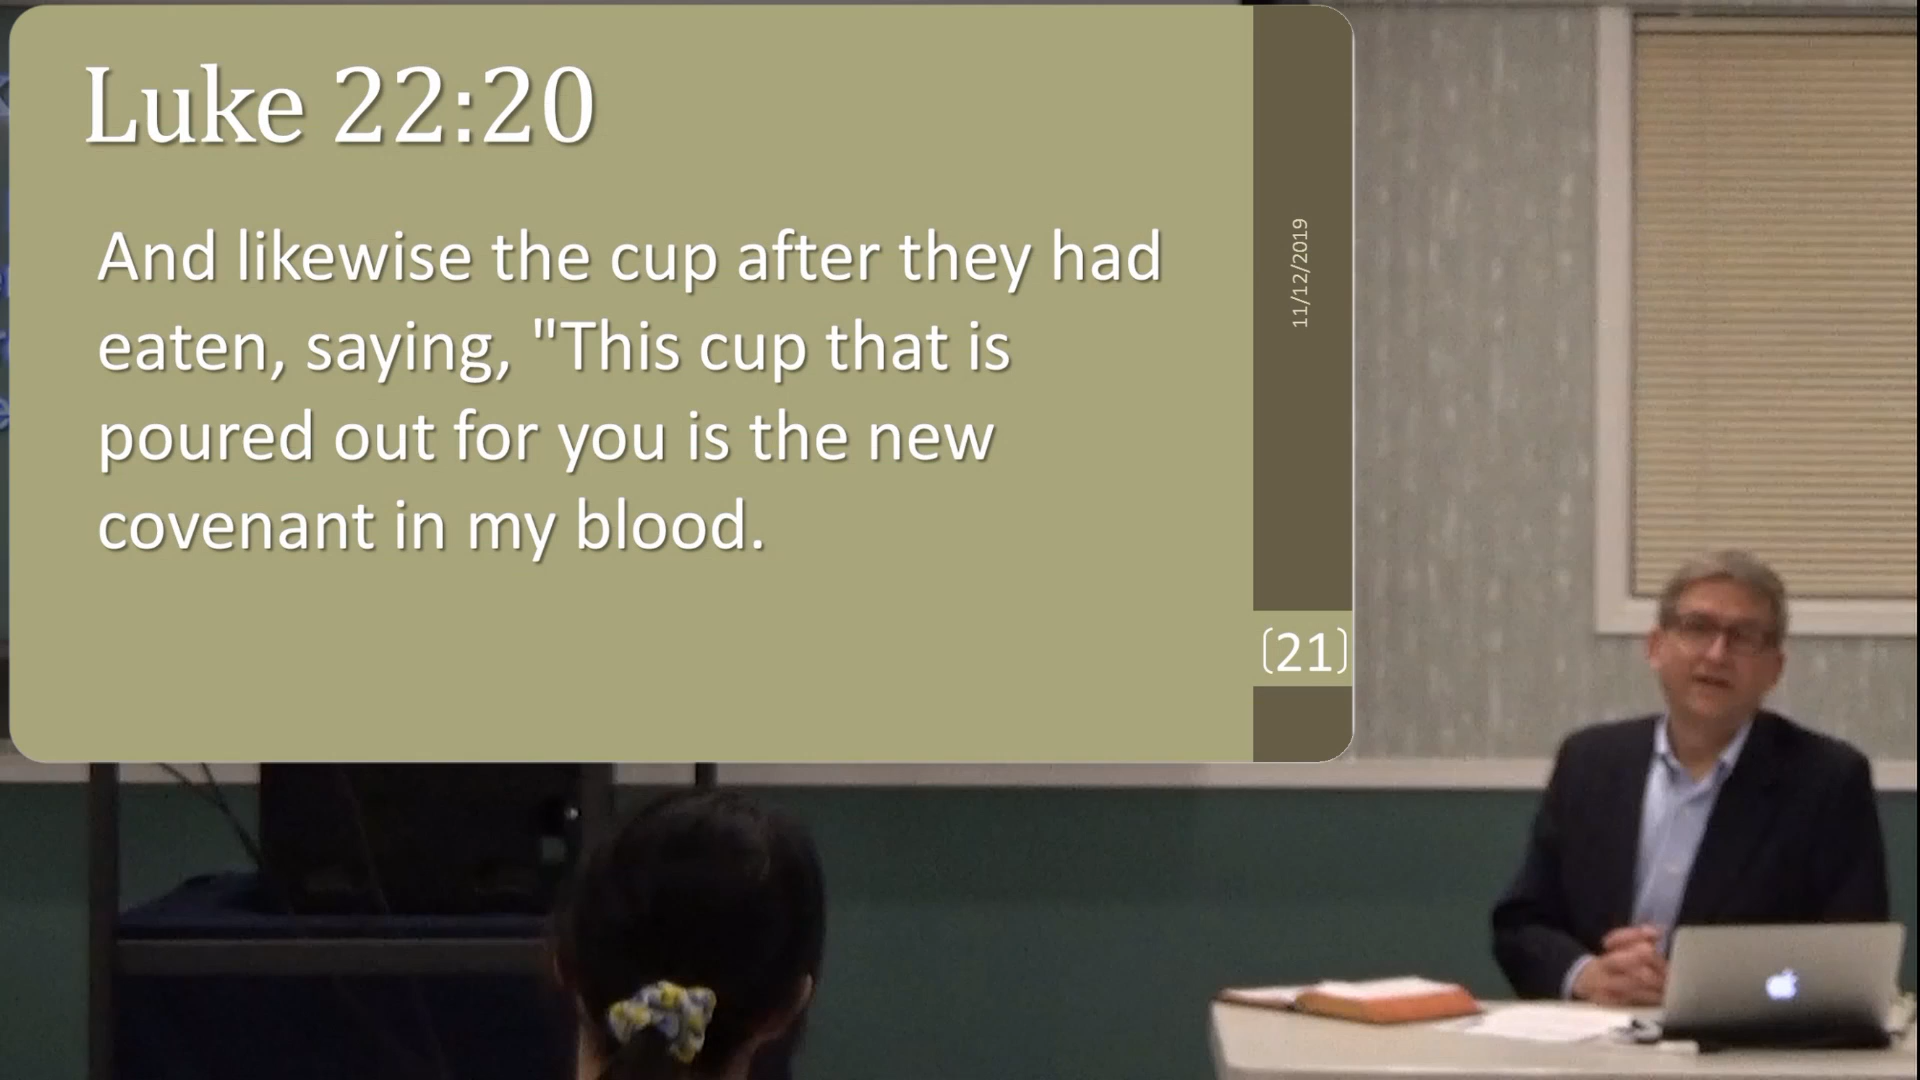 Luke 22:20
And likewise the cup after they had
eaten, saying, "This cup that is
poured out for you is the new
covenant in my blood.
11/12/2019
21